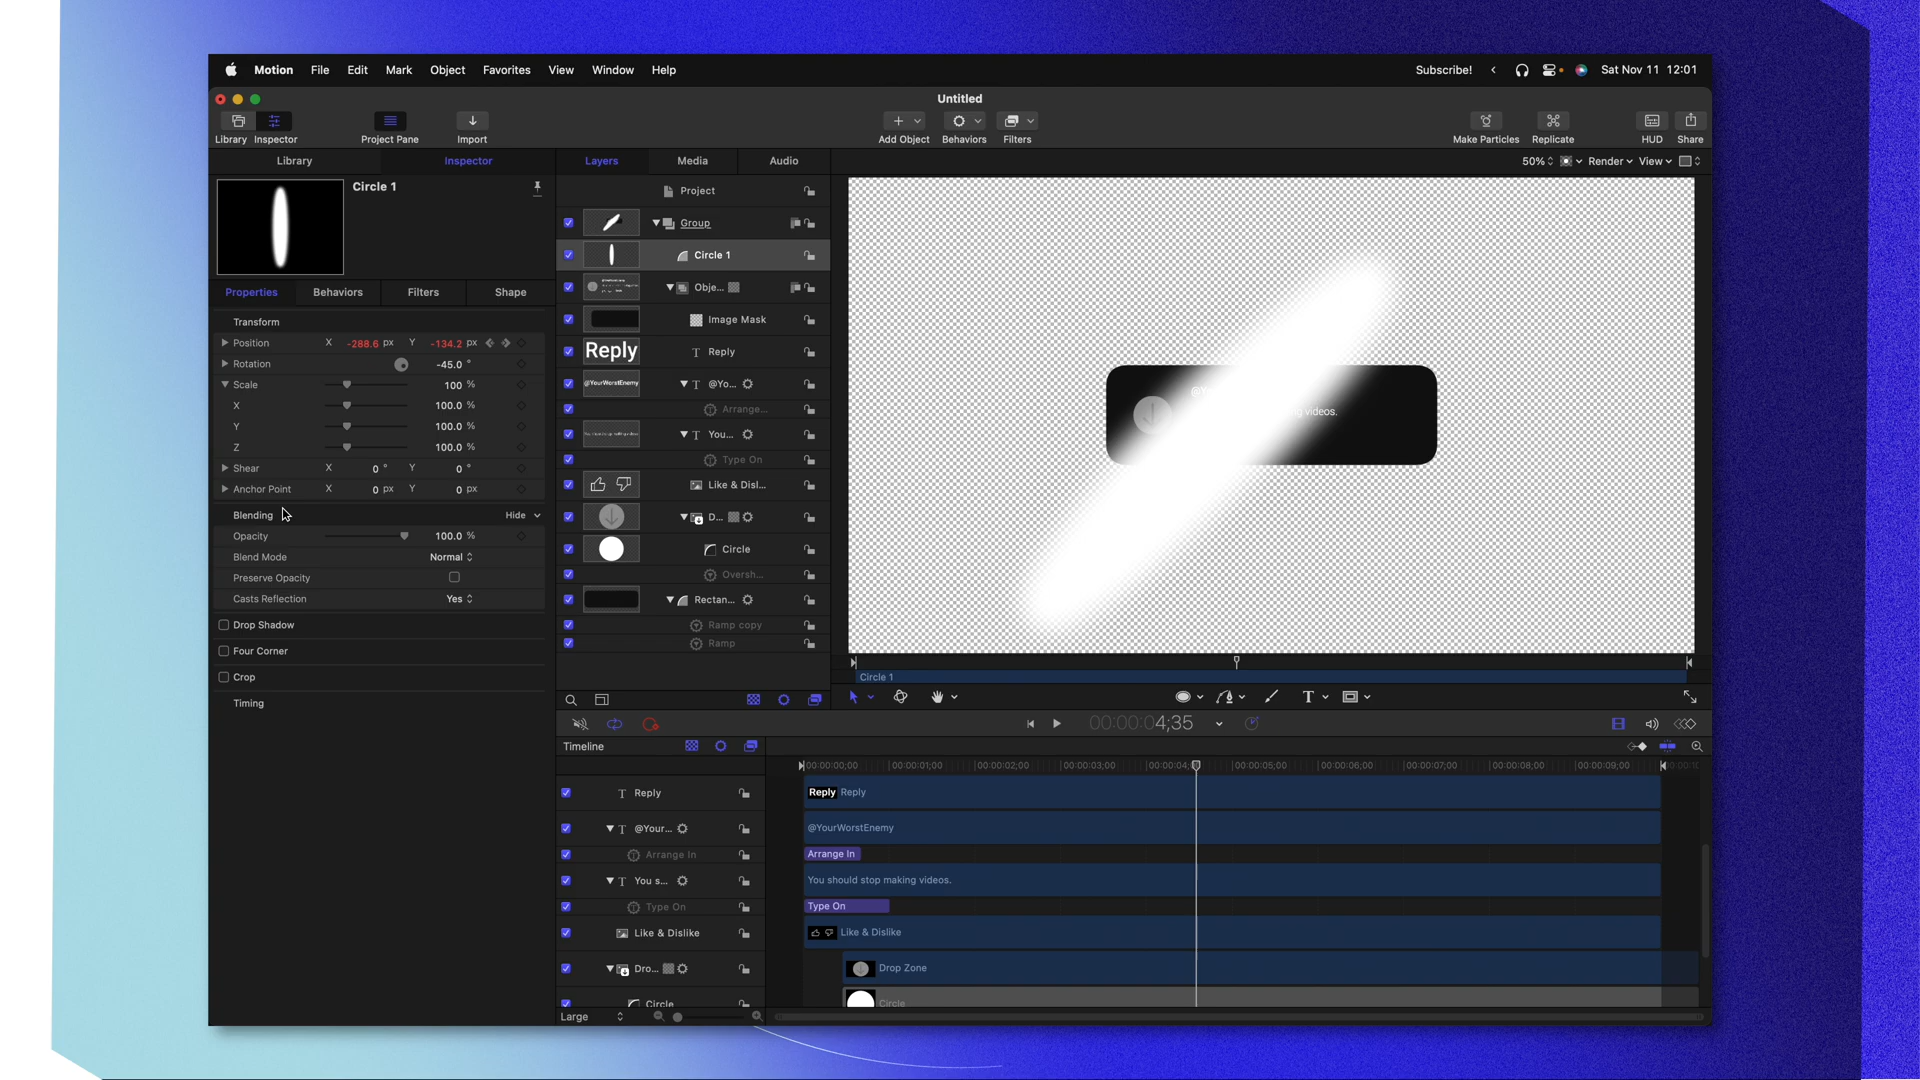 Motion File Edit Mark Object Favorites View Window Help Subscribe! Sat Nov 11 12:01
Untitled
Library Inspector Project Pane Import Add Object Behaviors Filters Make Particles Replicate HUD Share
Library Inspector Layers Media Audio 50% Render View
Circle 1
Properties Behaviors Filters Shape
Transform
Position X -288.6 px Y -134.2 px
Rotation -45.0 °
Scale 100 %
X 100.0 %
Y 100.0 %
Z 100.0 %
Shear X 0 ° Y 0 °
Anchor Point X 0 px Y 0 px
Blending Hide
Opacity 100.0 %
Blend Mode Normal
Preserve Opacity
Casts Reflection Yes
Drop Shadow
Four Corner
Crop
Timing
Project
Group
Circle 1
Obje...
Image Mask
Reply Reply
@YourWorstEnemy @Yo...
Arrange...
You...
Type On
Like & Disl...
D...
Circle
Oversh...
Rectan...
Ramp copy
Ramp
videos.
Circle 1
00:00:04;35
Timeline
00:00:00;00 00:00:01;00 00:00:02;00 00:00:03;00 00:00:04; 00:00:05;00 00:00:06;00 00:00:07;00 00:00:08;00 00:00:09;00
Reply Reply Reply
@Your... @YourWorstEnemy
Arrange In Arrange In
You s... You should stop making videos.
Type On Type On
Like & Dislike Like & Dislike
Dro... Drop Zone
Circle Circle
Large